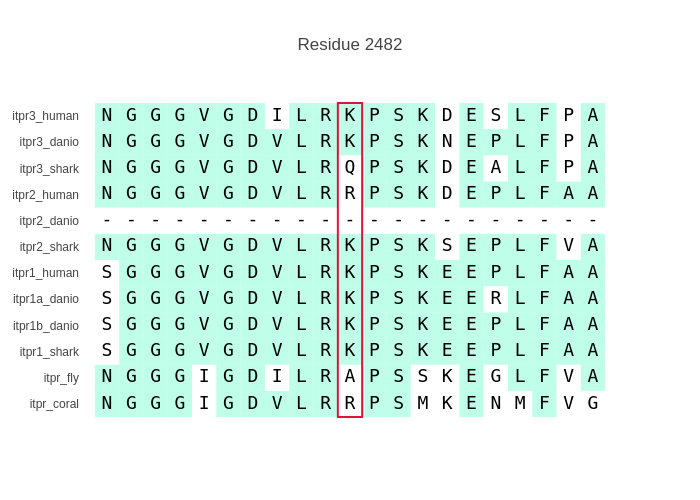 Residue 2482
itpr3_human N G G G V G D I L R K P S K D E S L F P A
itpr3_danio N G G G V G D V L R K P S K N E P L F P A
itpr3_shark N G G G V G D V L R Q P S K D E A L F P A
itpr2_human N G G G V G D V L R R P S K D E P L F A A
itpr2_danio - - - - - - - - - - - - - - - - - - - - -
itpr2_shark N G G G V G D V L R K P S K S E P L F V A
itpr1_human S G G G V G D V L R K P S K E E P L F A A
itpr1a_danio S G G G V G D V L R K P S K E E R L F A A
itpr1b_danio S G G G V G D V L R K P S K E E P L F A A
itpr1_shark S G G G V G D V L R K P S K E E P L F A A
itpr_fly N G G G I G D I L R A P S S K E G L F V A
itpr_coral N G G G I G D V L R R P S M K E N M F V G